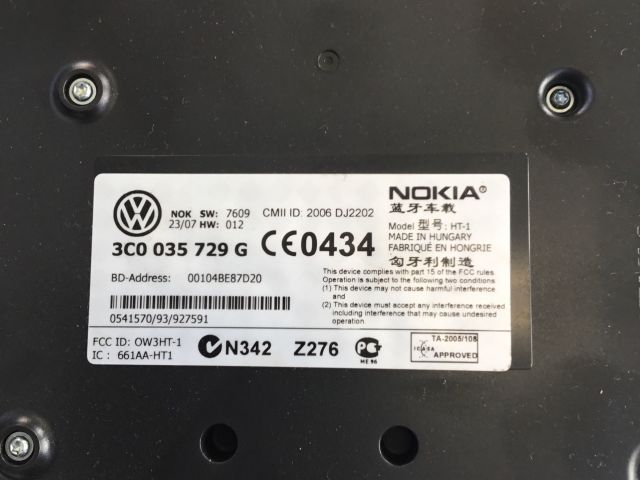 NOK SW: 7609 CMII ID: 2006 DJ2202
23/07 HW: 012
3C0 035 729 G CE0434
BD-Address: 00104BE87D20
0541570/93/927591
NOKIA
蓝牙车载
Model 型号: HT-1
MADE IN HUNGARY
FABRIQUÉ EN HONGRIE
匈牙利制造
This device complies with part 15 of the FCC rules
Operation is subject to the following two conditions
(1) This device may not cause harmful interference
and
(2) This device must accept any interference received
including interference that may cause undesired
operation
FCC ID: OW3HT-1
IC : 661AA-HT1
N342 Z276
ME 96
TA-2005/108
ICASA APPROVED